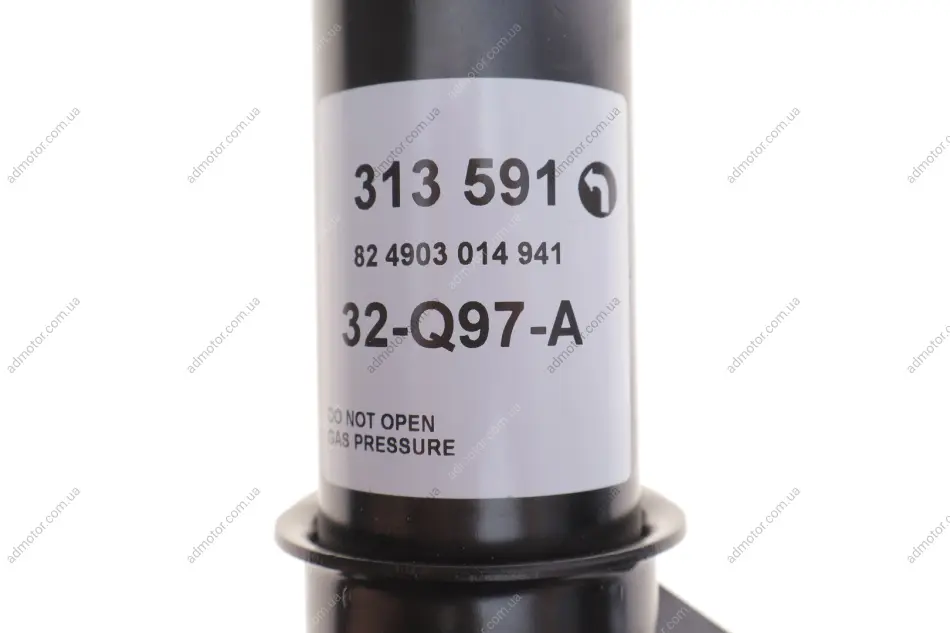 313 591
82 4903 014 941
32-Q97-A
DO NOT OPEN
GAS PRESSURE
admotor.com.ua